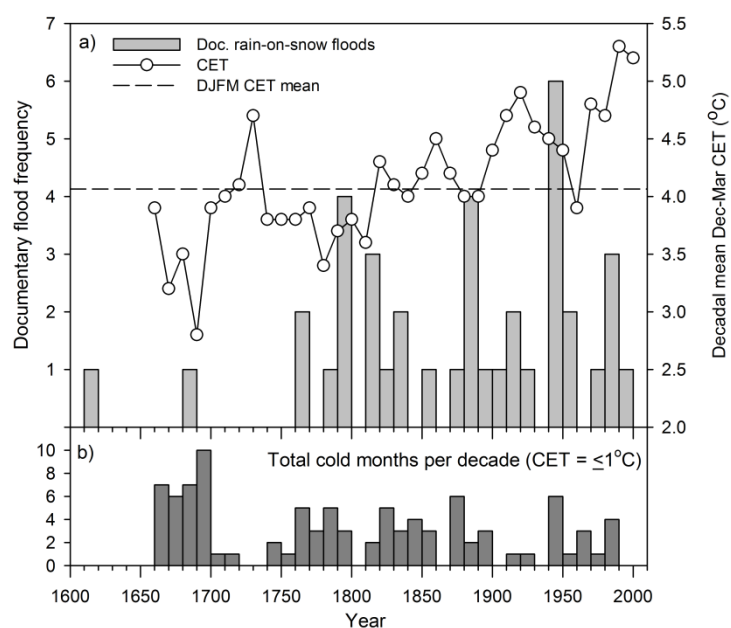 a)
Doc. rain-on-snow floods
CET
DJFM CET mean
Documentary flood frequency
7
6
5
4
3
2
1
Decadal mean Dec-Mar CET (°C)
5.5
5.0
4.5
4.0
3.5
3.0
2.5
2.0
b)
Total cold months per decade (CET = ≤1°C)
10
8
6
4
2
0
1600 1650 1700 1750 1800 1850 1900 1950 2000
Year